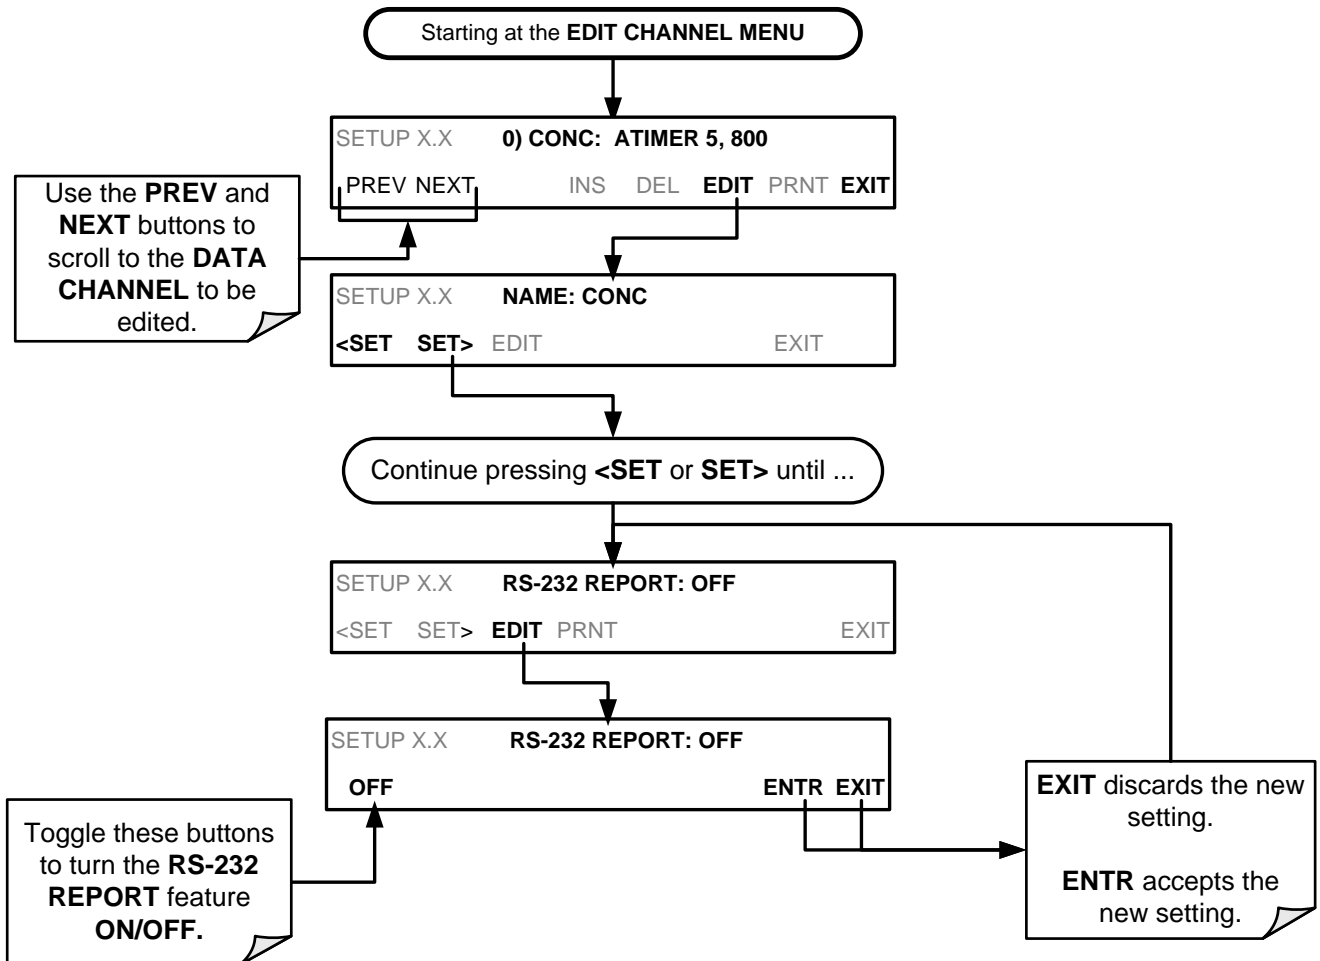 Starting at the EDIT CHANNEL MENU
SETUP X.X 0) CONC: ATIMER 5, 800
PREV NEXT INS DEL EDIT PRNT EXIT
Use the PREV and
NEXT buttons to
scroll to the DATA
CHANNEL to be
edited.
SETUP X.X NAME: CONC
<SET SET> EDIT EXIT
Continue pressing <SET or SET> until ...
SETUP X.X RS-232 REPORT: OFF
<SET SET> EDIT PRNT EXIT
SETUP X.X RS-232 REPORT: OFF
OFF ENTR EXIT
Toggle these buttons
to turn the RS-232
REPORT feature
ON/OFF.
EXIT discards the new
setting.
ENTR accepts the
new setting.